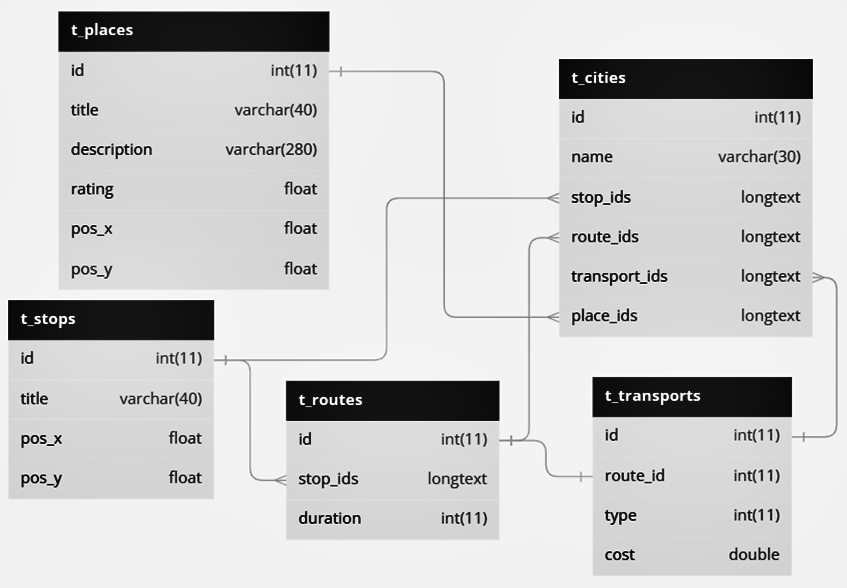 t_places
id int(11)
title varchar(40)
description varchar(280)
rating float
pos_x float
pos_y float
t_cities
id int(11)
name varchar(30)
stop_ids longtext
route_ids longtext
transport_ids longtext
place_ids longtext
t_stops
id int(11)
title varchar(40)
pos_x float
pos_y float
t_routes
id int(11)
stop_ids longtext
duration int(11)
t_transports
id int(11)
route_id int(11)
type int(11)
cost double